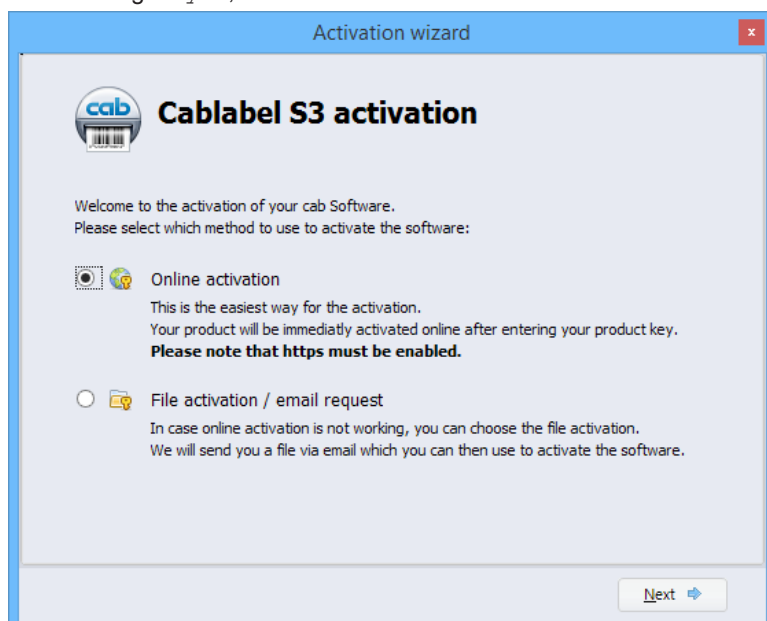 Activation wizard
x
cab
Cablabel S3 activation
Welcome to the activation of your cab Software.
Please select which method to use to activate the software:
Online activation
This is the easiest way for the activation.
Your product will be immediatly activated online after entering your product key.
Please note that https must be enabled.
File activation / email request
In case online activation is not working, you can choose the file activation.
We will send you a file via email which you can then use to activate the software.
Next